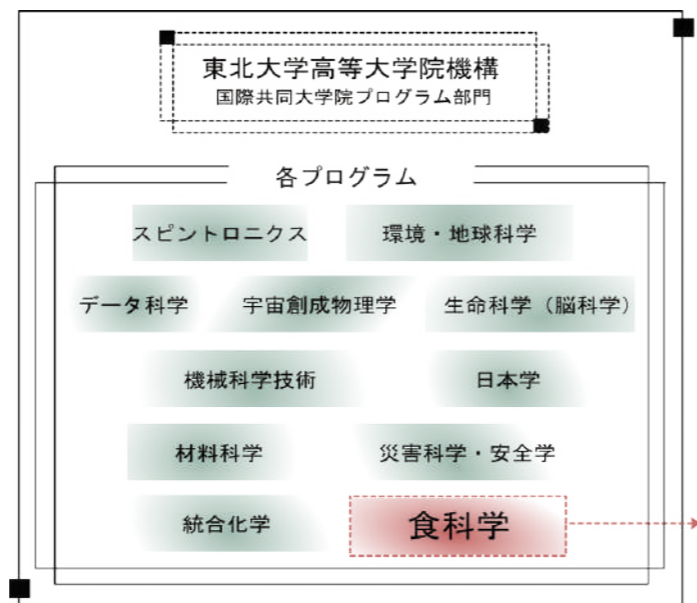 東北大学高等大学院機構
国際共同大学院プログラム部門
各プログラム
スピントロニクス
環境・地球科学
データ科学
宇宙創成物理学
生命科学（脳科学）
機械科学技術
日本学
材料科学
災害科学・安全学
統合化学
食科学